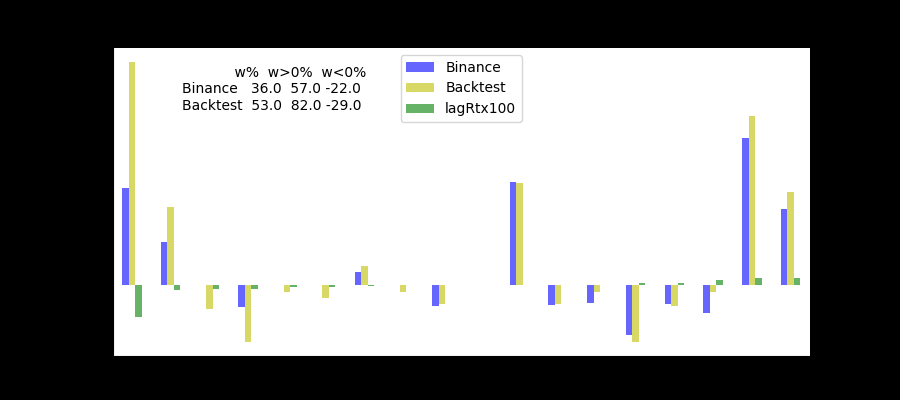 w% w>0% w<0%
Binance 36.0 57.0 -22.0
Backtest 53.0 82.0 -29.0
Binance
Backtest
lagRtx100